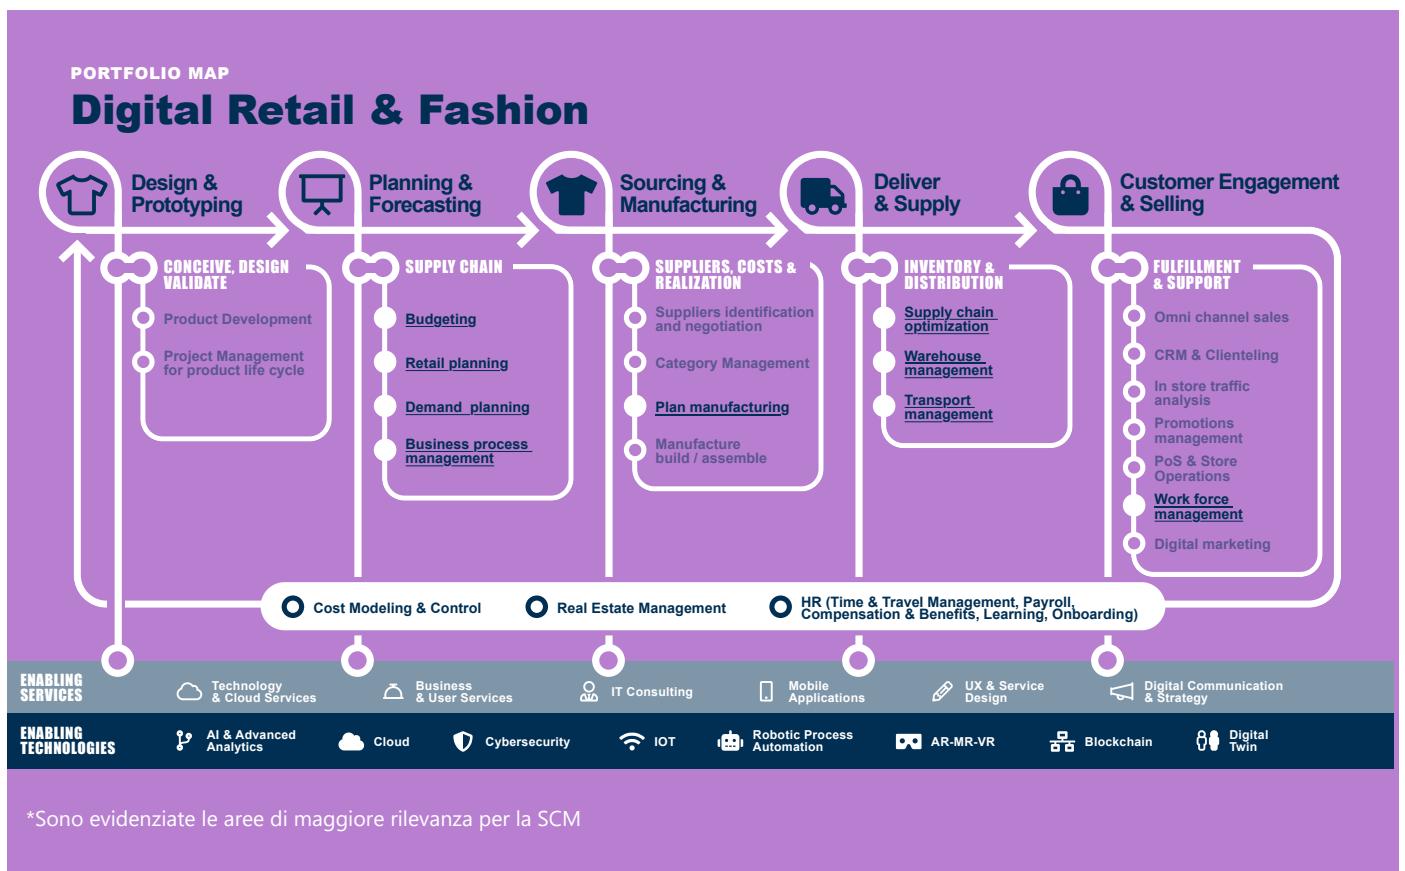 PORTFOLIO MAP
Digital Retail & Fashion
Design &
Prototyping
Planning &
Forecasting
Sourcing &
Manufacturing
Deliver
& Supply
Customer Engagement
& Selling
CONCEIVE, DESIGN
VALIDATE
Product Development
Project Management
for product life cycle
SUPPLY CHAIN
Budgeting
Retail planning
Demand planning
Business process
management
SUPPLIERS, COSTS &
REALIZATION
Suppliers identification
and negotiation
Category Management
Plan manufacturing
Manufacture
build / assemble
INVENTORY &
DISTRIBUTION
Supply chain
optimization
Warehouse
management
Transport
management
FULFILLMENT
& SUPPORT
Omni channel sales
CRM & Clienteling
In store traffic
analysis
Promotions
management
PoS & Store
Operations
Work force
management
Digital marketing
Cost Modeling & Control
Real Estate Management
HR (Time & Travel Management, Payroll,
Compensation & Benefits, Learning, Onboarding)
ENABLING
SERVICES
Technology
& Cloud Services
Business
& User Services
IT Consulting
Mobile
Applications
UX & Service
Design
Digital Communication
& Strategy
ENABLING
TECHNOLOGIES
AI & Advanced
Analytics
Cloud
Cybersecurity
IOT
Robotic Process
Automation
AR-MR-VR
Blockchain
Digital
Twin
*Sono evidenziate le aree di maggiore rilevanza per la SCM